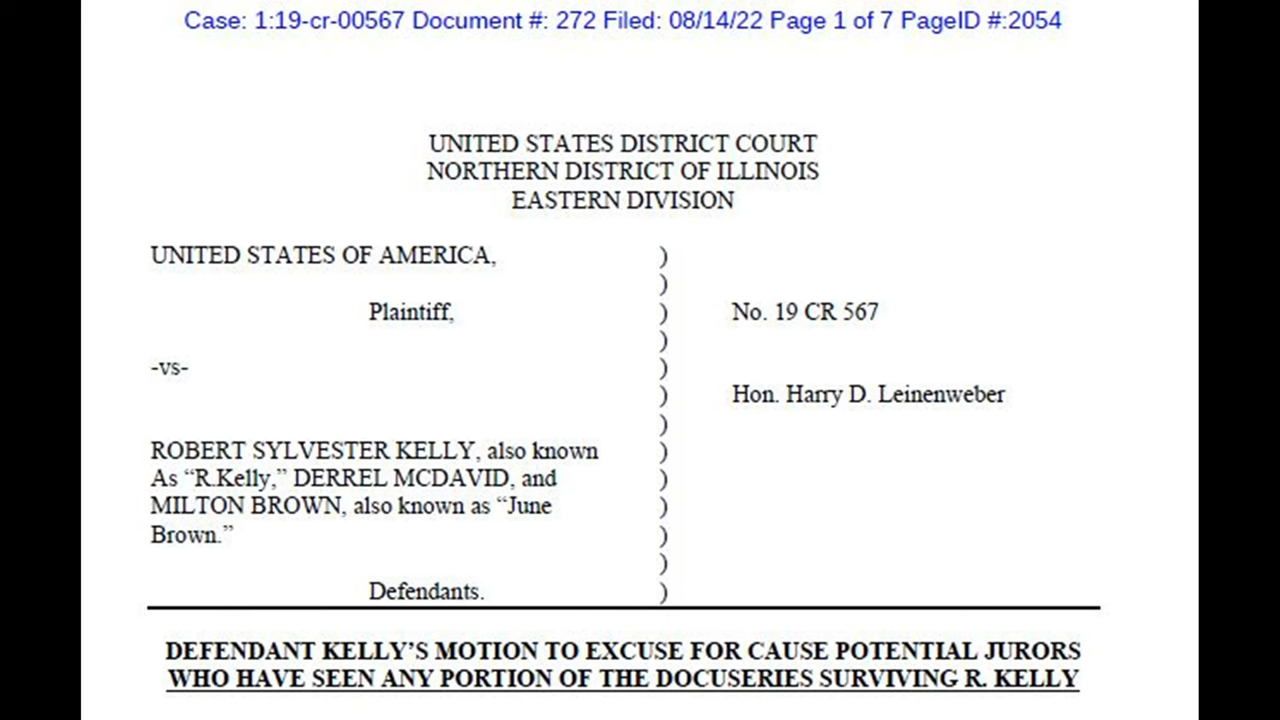 Case: 1:19-cr-00567 Document #: 272 Filed: 08/14/22 Page 1 of 7 PageID #:2054
UNITED STATES DISTRICT COURT
NORTHERN DISTRICT OF ILLINOIS
EASTERN DIVISION
UNITED STATES OF AMERICA, )
)
Plaintiff, ) No. 19 CR 567
)
-vs- )
) Hon. Harry D. Leinenweber
)
ROBERT SYLVESTER KELLY, also known )
As “R.Kelly,” DERREL MCDAVID, and )
MILTON BROWN, also known as “June )
Brown.” )
)
Defendants. )
DEFENDANT KELLY’S MOTION TO EXCUSE FOR CAUSE POTENTIAL JURORS
WHO HAVE SEEN ANY PORTION OF THE DOCUSERIES SURVIVING R. KELLY